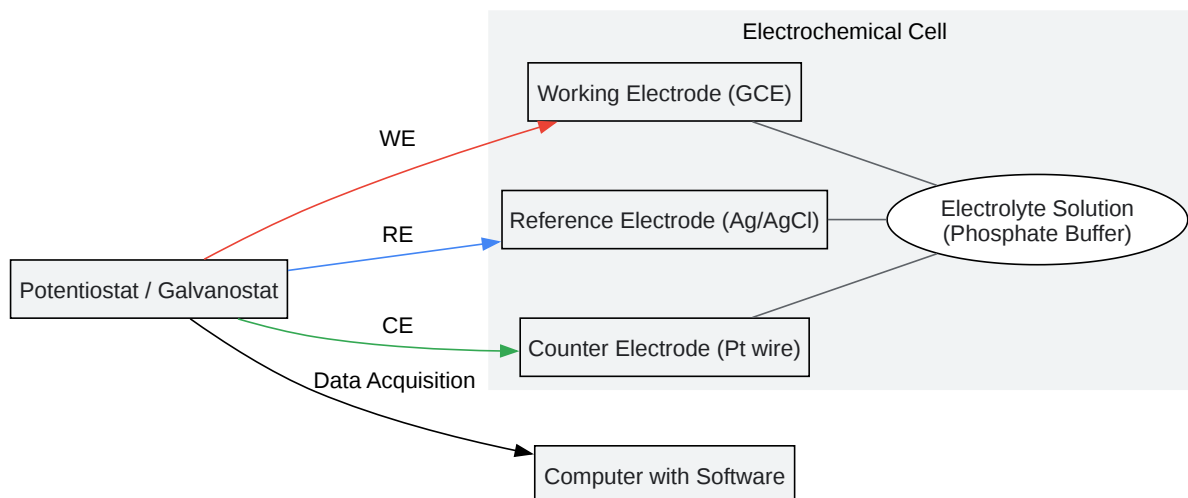 Electrochemical Cell
Working Electrode (GCE)
WE
Reference Electrode (Ag/AgCl)
Electrolyte Solution
(Phosphate Buffer)
RE
Potentiostat / Galvanostat
CE
Counter Electrode (Pt wire)
Data Acquisition
Computer with Software